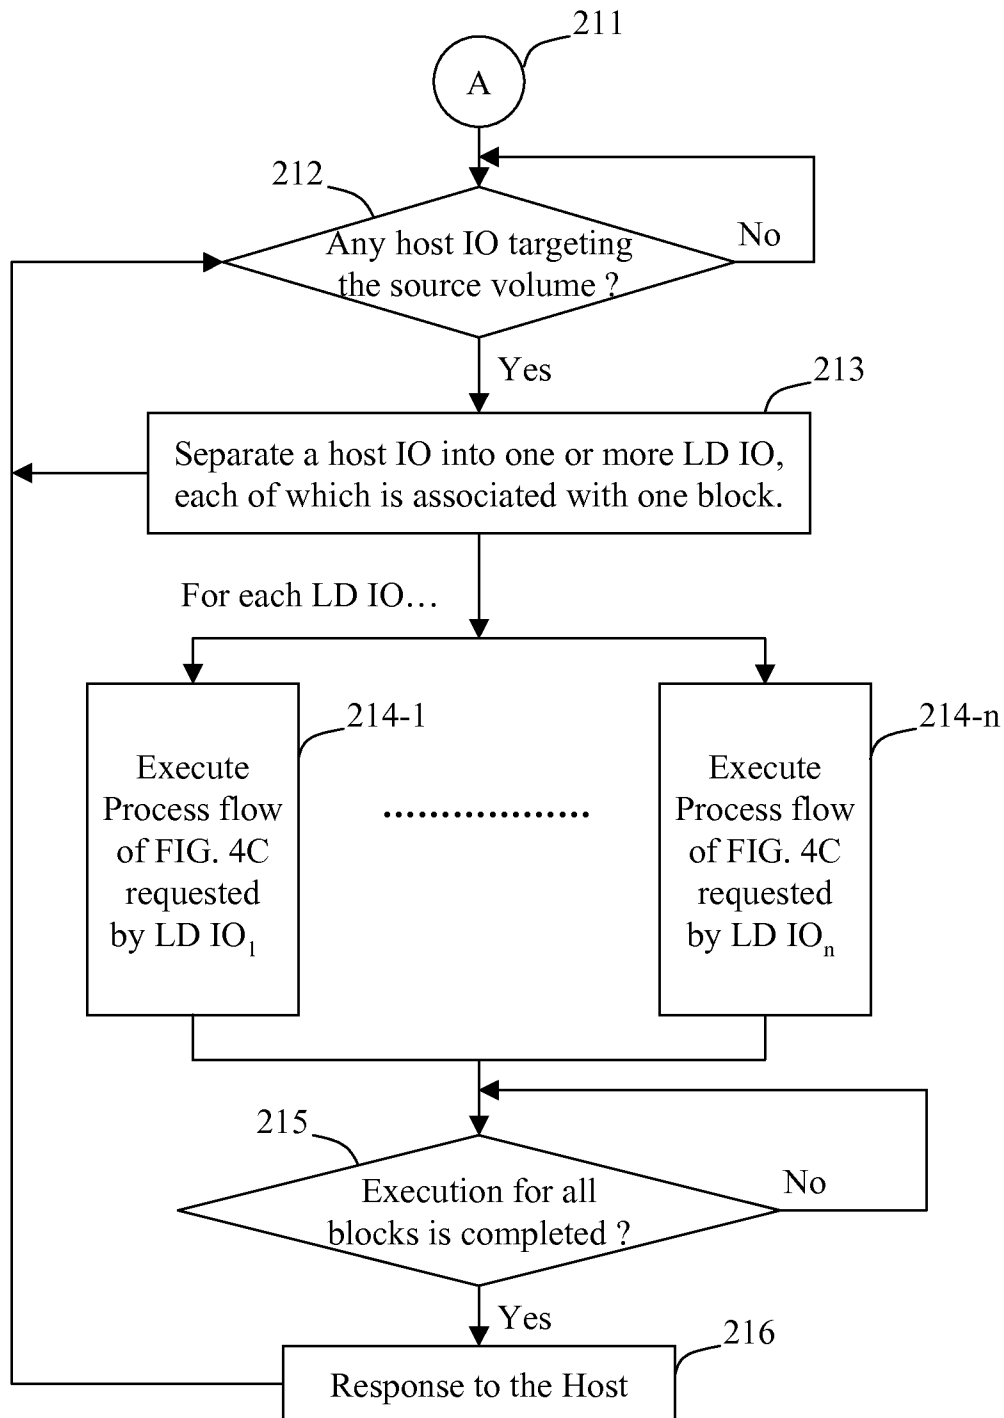 211
A
212
Any host IO targeting
the source volume ?
No
Yes
213
Separate a host IO into one or more LD IO,
each of which is associated with one block.
For each LD IO…
214-1
Execute
Process flow
of FIG. 4C
requested
by LD IO1
..................
214-n
Execute
Process flow
of FIG. 4C
requested
by LD IOn
215
Execution for all
blocks is completed ?
No
Yes
216
Response to the Host